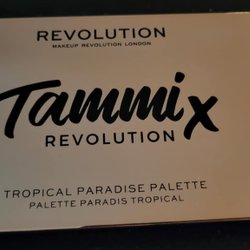 REVOLUTION
MAKEUP REVOLUTION LONDON
Tammi x
REVOLUTION
TROPICAL PARADISE PALETTE
PALETTE PARADIS TROPICAL